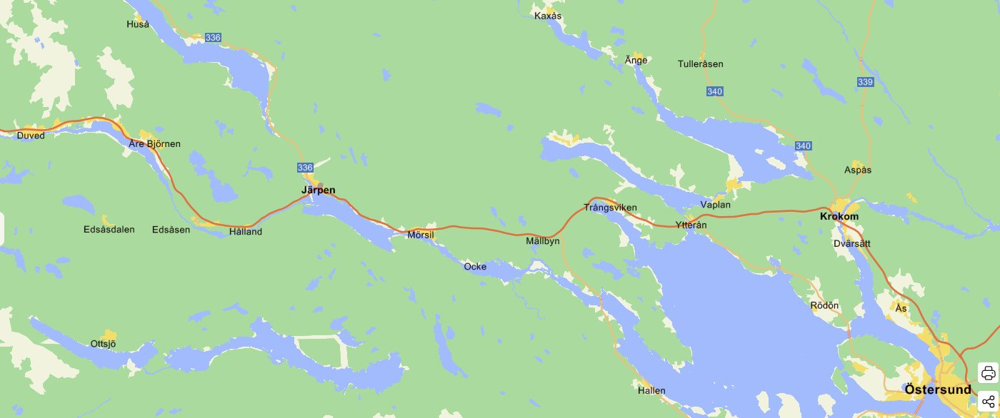 Kaxås
Huså
336
Änge
Tulleråsen
339
340
Duved
Åre Björnen
340
336
Aspås
Järpen
Trångsviken
Vaplan
Krokom
Edsåsdalen
Edsåsen
Hålland
Mörsil
Ytterån
Mällbyn
Dvärsätt
Ocke
Rödön
Ås
Ottsjö
Hallen
Östersund